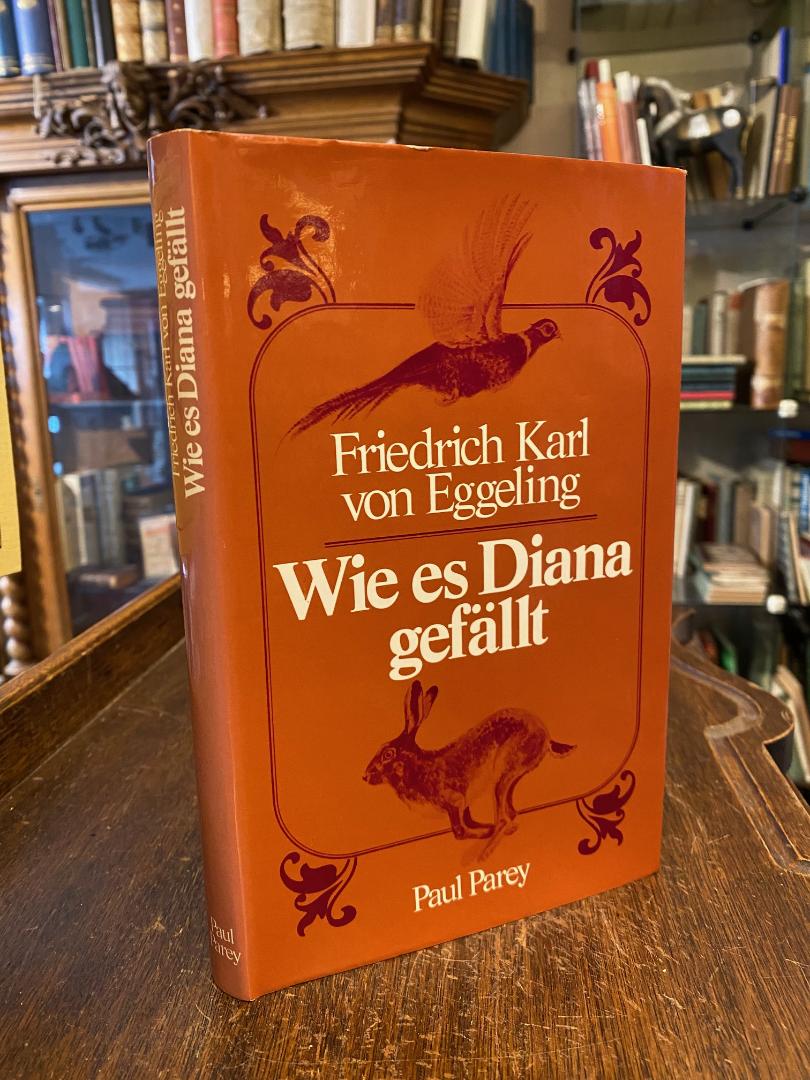 Friedrich Karl von Eggeling
Wie es Diana gefällt
Paul
Parey
Friedrich Karl
von Eggeling
Wie es Diana
gefällt
Paul Parey